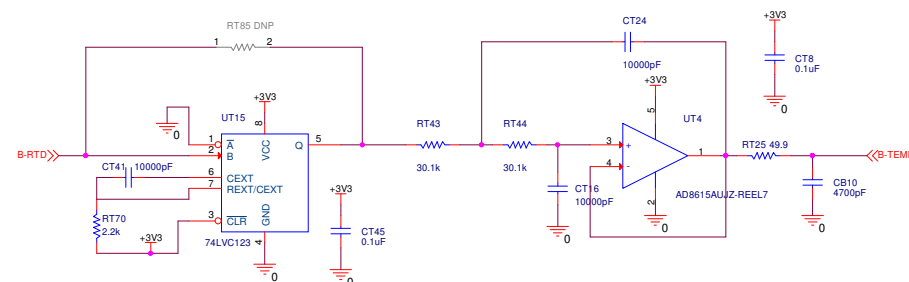 RT85 DNP
1
2
CT24
10000pF
+3V3
CT8
0.1uF
0
+3V3
UT15
8
VCC
0
1
A
B-RTD
2
B
Q
5
CT41
10000pF
6
CEXT
7
REXT/CEXT
RT70
2.2k
3
CLR
GND
+3V3
74LVC123
4
0
+3V3
CT45
0.1uF
0
RT43
30.1k
RT44
30.1k
+3V3
5
UT4
3
+
4
-
1
2
0
AD8615AUJZ-REEL7
CT16
10000pF
0
RT25 49.9
CB10
4700pF
0